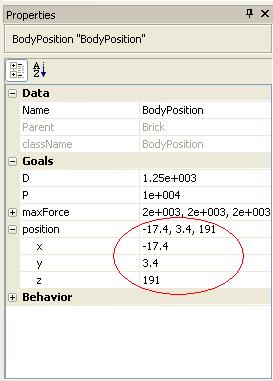 Properties
BodyPosition "BodyPosition"
Data
Name BodyPosition
Parent Brick
className BodyPosition
Goals
D 1.25e+003
P 1e+004
maxForce 2e+003, 2e+003, 2e+003
position -17.4, 3.4, 191
x -17.4
y 3.4
z 191
Behavior